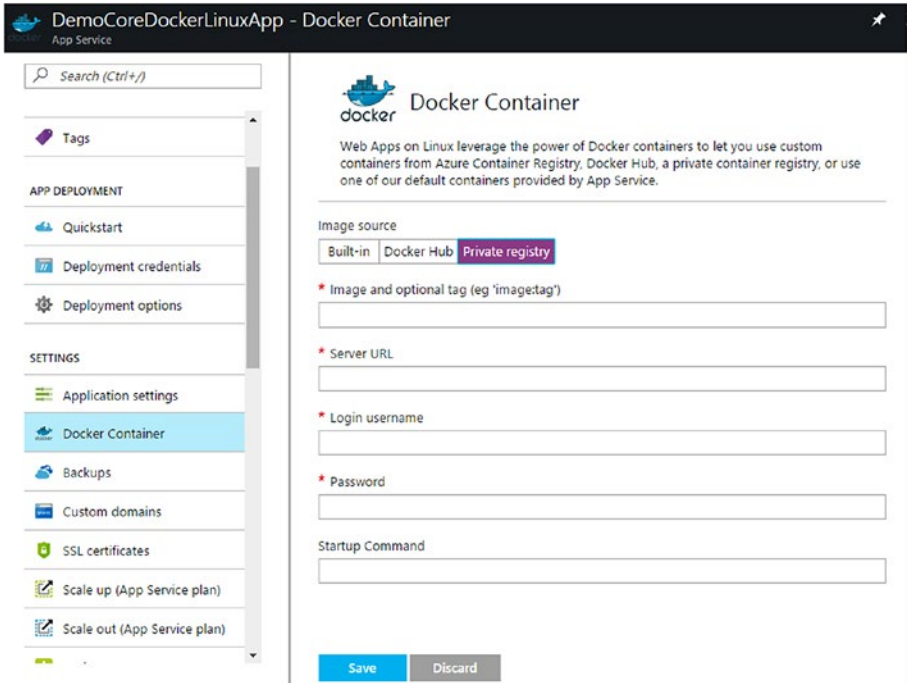 DemoCoreDockerLinuxApp - Docker Container
App Service
Search (Ctrl+/)
Tags
APP DEPLOYMENT
Quickstart
Deployment credentials
Deployment options
SETTINGS
Application settings
Docker Container
Backups
Custom domains
SSL certificates
Scale up (App Service plan)
Scale out (App Service plan)
docker
Docker Container
Web Apps on Linux leverage the power of Docker containers to let you use custom
containers from Azure Container Registry, Docker Hub, a private container registry, or use
one of our default containers provided by App Service.
Image source
Built-in Docker Hub Private registry
* Image and optional tag (eg 'image:tag')
* Server URL
* Login username
* Password
Startup Command
Save Discard